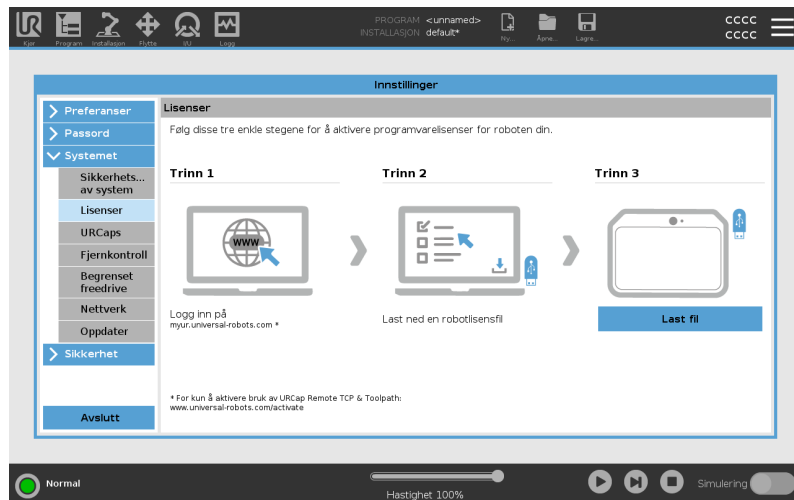 UR
Kjør
Program
Installasjon
Flytte
I/U
Logg
PROGRAM <unnamed>
INSTALLASJON default*
Ny...
Åpne...
Lagre...
cccc
cccc
Innstillinger
Preferanser
Passord
Systemet
Sikkerhets...
av system
Lisenser
URCaps
Fjernkontroll
Begrenset
freedrive
Nettverk
Oppdater
Sikkerhet
Avslutt
Lisenser
Følg disse tre enkle stegene for å aktivere programvarelisenser for roboten din.
Trinn 1
www
Logg inn på
myur.universal-robots.com *
Trinn 2
Last ned en robotlisensfil
Trinn 3
Last fil
* For kun å aktivere bruk av URCap Remote TCP & Toolpath:
www.universal-robots.com/activate
Normal
Hastighet 100%
Simulering